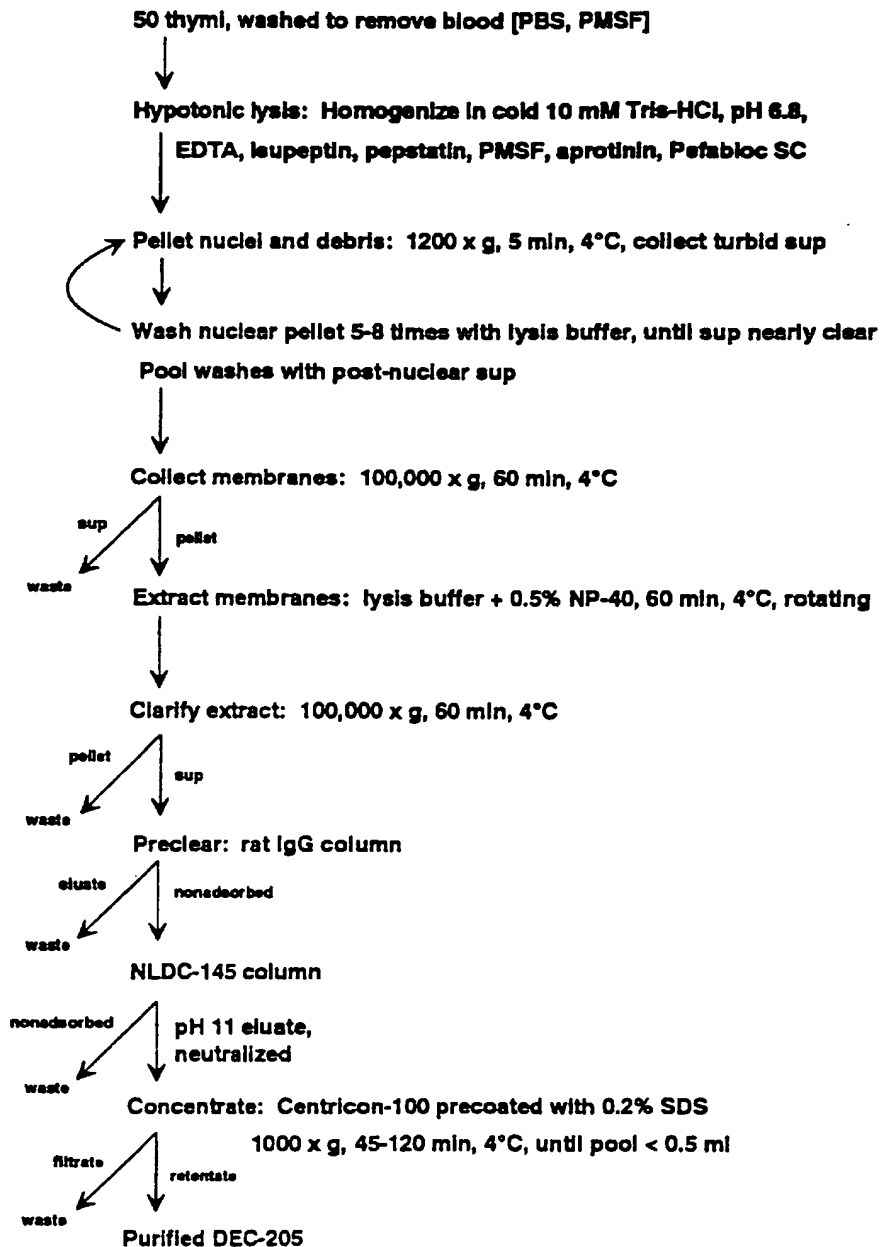 50 thymi, washed to remove blood [PBS, PMSF]
Hypotonic lysis: Homogenize in cold 10 mM Tris-HCl, pH 6.8,
EDTA, leupeptin, pepstatin, PMSF, aprotinin, Pefabloc SC
Pellet nuclei and debris: 1200 x g, 5 min, 4°C, collect turbid sup
Wash nuclear pellet 5-8 times with lysis buffer, until sup nearly clear
Pool washes with post-nuclear sup
Collect membranes: 100,000 x g, 60 min, 4°C
sup
pellet
waste
Extract membranes: lysis buffer + 0.5% NP-40, 60 min, 4°C, rotating
Clarify extract: 100,000 x g, 60 min, 4°C
pellet
sup
waste
Preclear: rat IgG column
eluate
nonadsorbed
waste
NLDC-145 column
nonadsorbed
pH 11 eluate,
neutralized
waste
Concentrate: Centricon-100 precoated with 0.2% SDS
1000 x g, 45-120 min, 4°C, until pool < 0.5 ml
filtrate
retentate
waste
Purified DEC-205